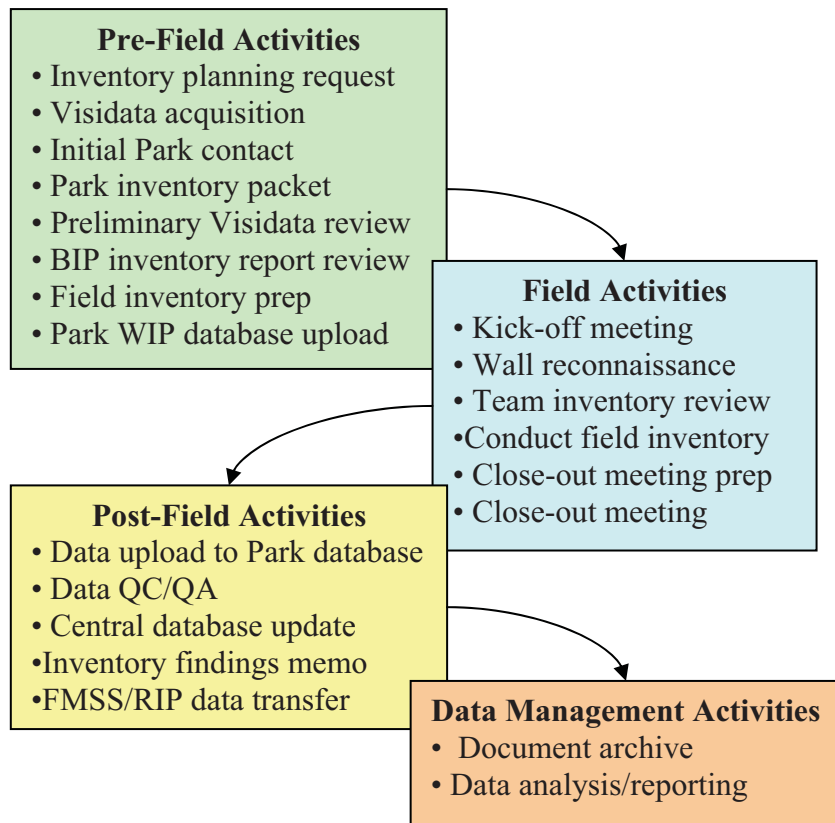 Pre-Field Activities
• Inventory planning request
• Visidata acquisition
• Initial Park contact
• Park inventory packet
• Preliminary Visidata review
• BIP inventory report review
• Field inventory prep
• Park WIP database upload
Field Activities
• Kick-off meeting
• Wall reconnaissance
• Team inventory review
•Conduct field inventory
• Close-out meeting prep
• Close-out meeting
Post-Field Activities
• Data upload to Park database
• Data QC/QA
• Central database update
•Inventory findings memo
•FMSS/RIP data transfer
Data Management Activities
• Document archive
• Data analysis/reporting